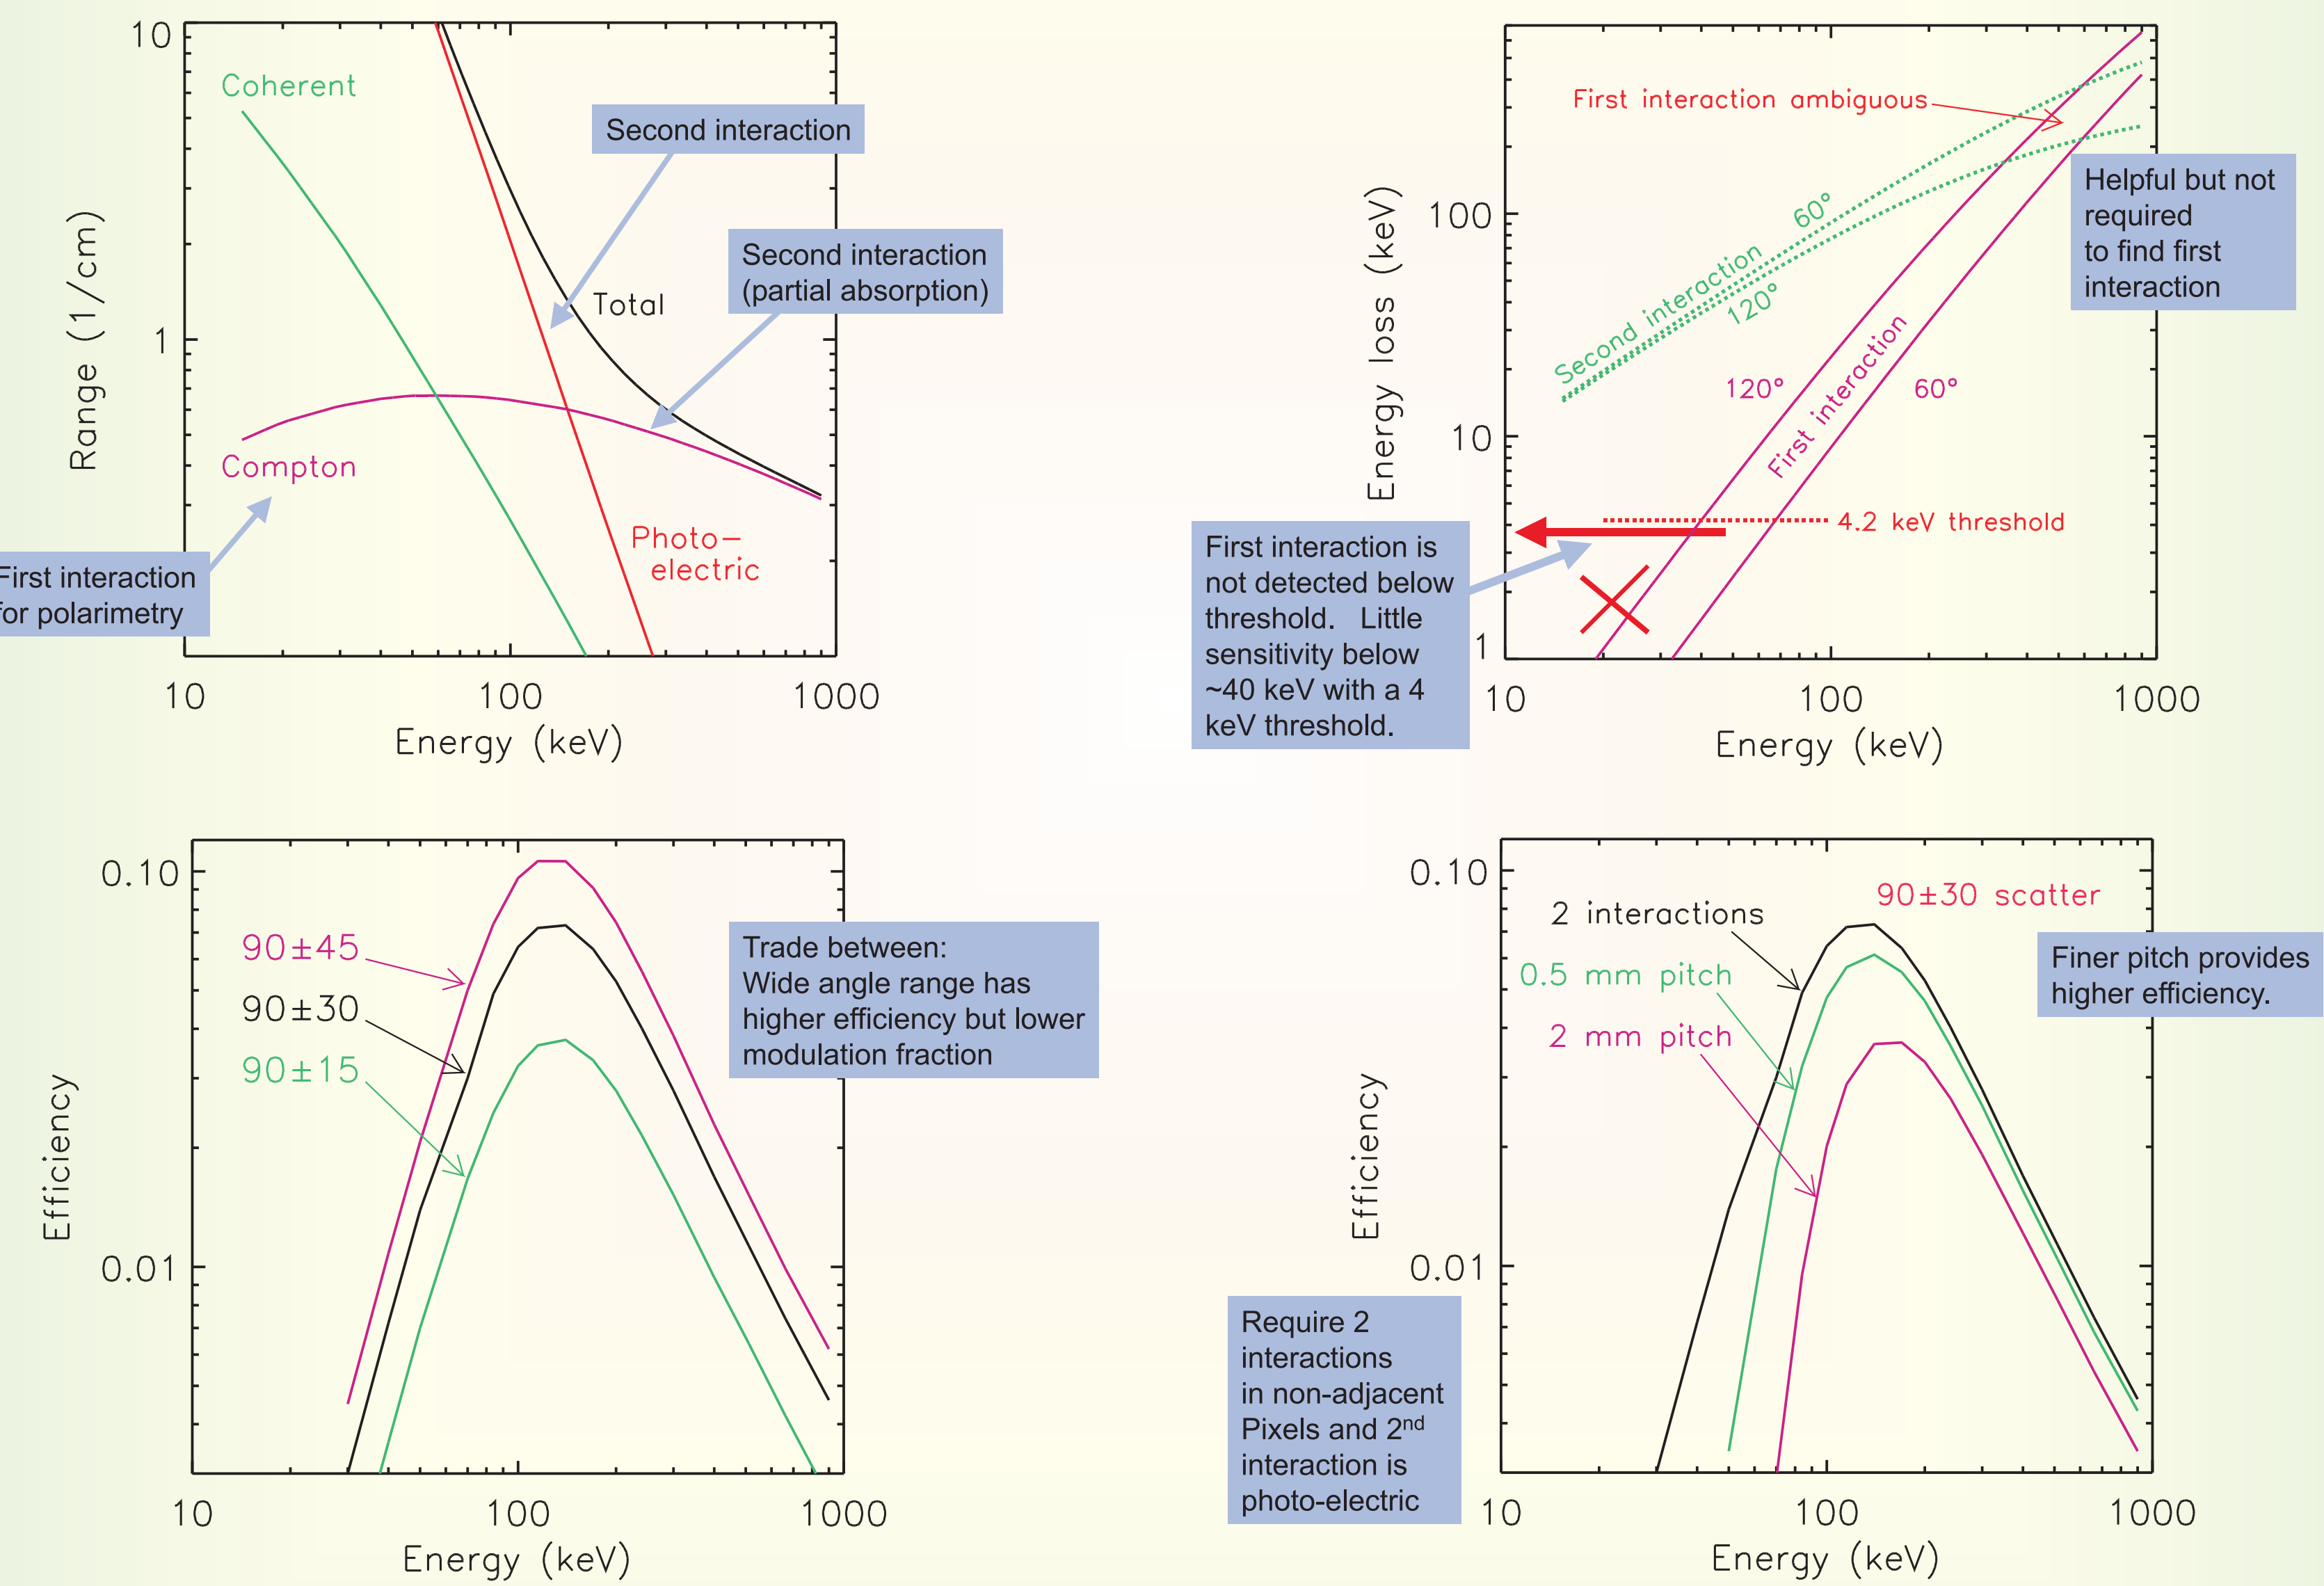 10
1
Range (1/cm)
Coherent
Compton
Total
Photo-
electric
Second interaction
Second interaction
(partial absorption)
First interaction
for polarimetry
10
100
1000
Energy (keV)
100
10
1
Energy loss (keV)
First interaction ambiguous
60°
Second interaction
120°
120°
First interaction
60°
4.2 keV threshold
Helpful but not
required
to find first
interaction
First interaction is
not detected below
threshold. Little
sensitivity below
~40 keV with a 4
keV threshold.
10
100
1000
Energy (keV)
0.10
0.01
Efficiency
90±45
90±30
90±15
Trade between:
Wide angle range has
higher efficiency but lower
modulation fraction
10
100
1000
Energy (keV)
0.10
0.01
Efficiency
90±30 scatter
2 interactions
0.5 mm pitch
2 mm pitch
Finer pitch provides
higher efficiency.
Require 2
interactions
in non-adjacent
Pixels and 2nd
interaction is
photo-electric
10
100
1000
Energy (keV)